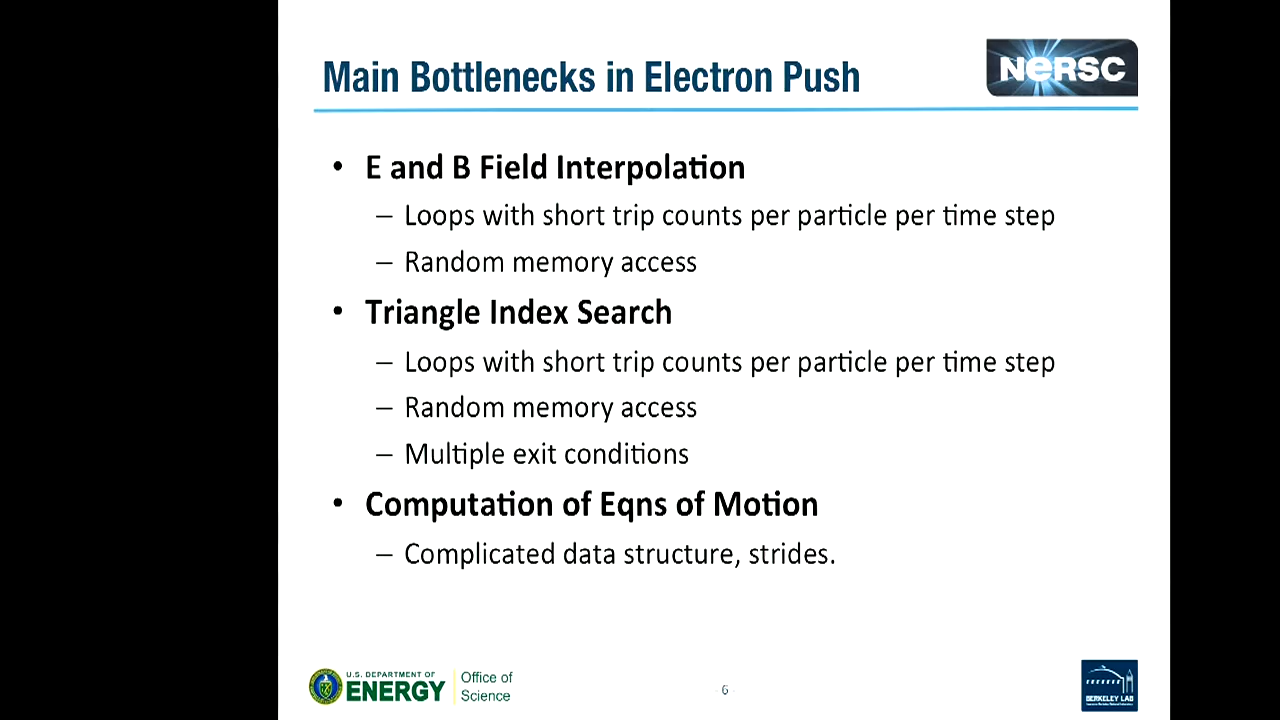 Main Bottlenecks in Electron Push
NERSC
• E and B Field Interpolation
– Loops with short trip counts per particle per time step
– Random memory access
• Triangle Index Search
– Loops with short trip counts per particle per time step
– Random memory access
– Multiple exit conditions
• Computation of Eqns of Motion
– Complicated data structure, strides.
U.S. DEPARTMENT OF
ENERGY
Office of
Science
- 6 -
BERKELEY LAB